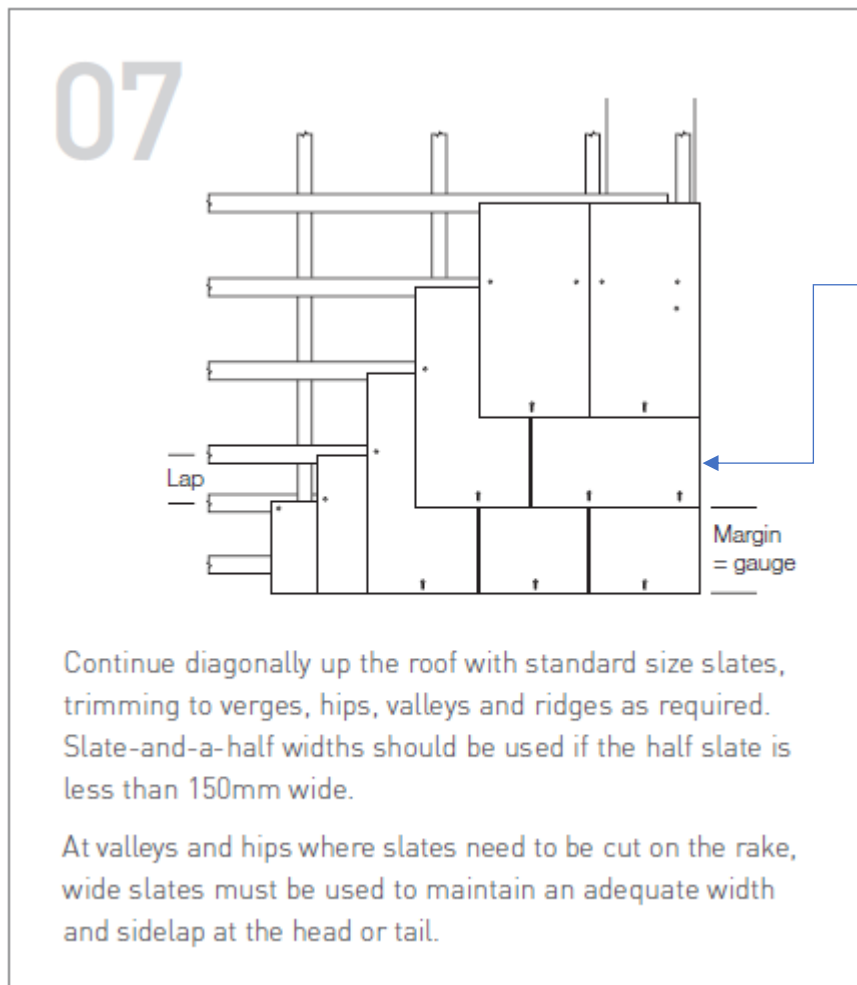 07
Lap
Margin
= gauge
Continue diagonally up the roof with standard size slates,
trimming to verges, hips, valleys and ridges as required.
Slate-and-a-half widths should be used if the half slate is
less than 150mm wide.
At valleys and hips where slates need to be cut on the rake,
wide slates must be used to maintain an adequate width
and sidelap at the head or tail.